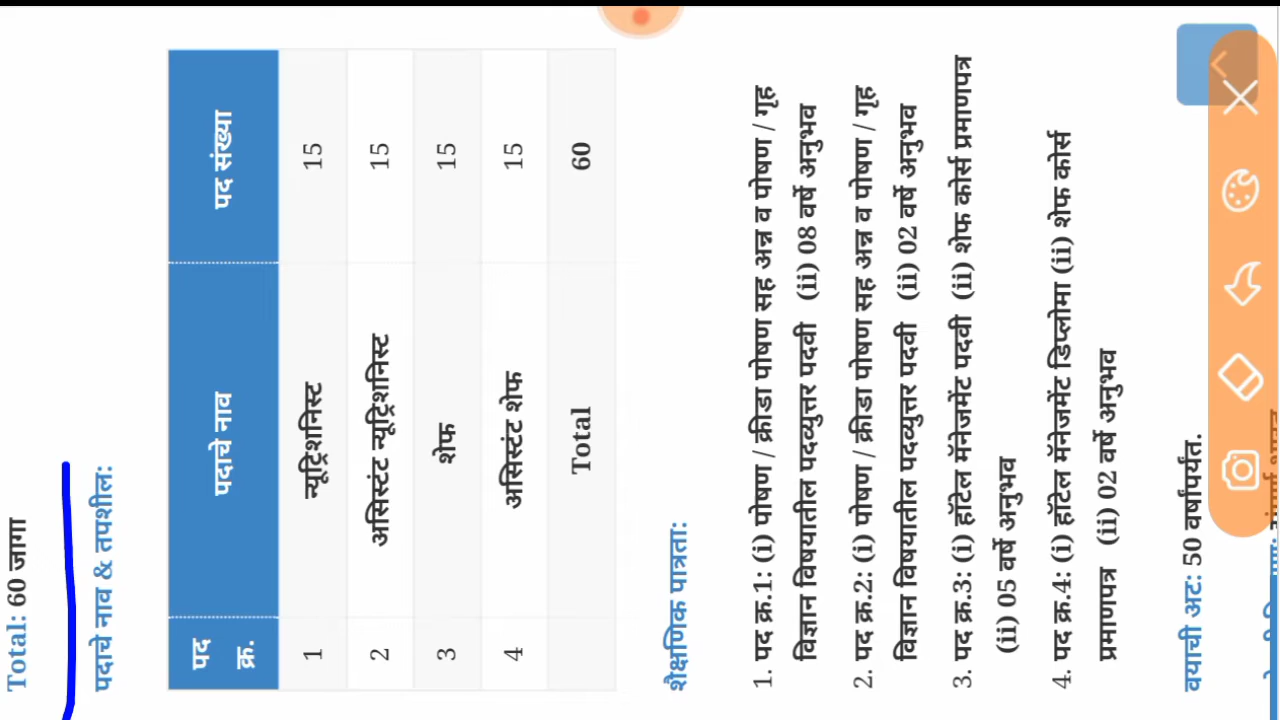 Total: 60 जागा
पदाचे नाव & तपशील:
पद क्र. पदाचे नाव पद संख्या
1 न्यूट्रिशनिस्ट 15
2 असिस्टंट न्यूट्रिशनिस्ट 15
3 शेफ 15
4 असिस्टंट शेफ 15
Total 60
शैक्षणिक पात्रता:
1. पद क्र.1: (i) पोषण / क्रीडा पोषण सह अन्न व पोषण / गृह
विज्ञान विषयातील पदव्युत्तर पदवी (ii) 08 वर्षे अनुभव
2. पद क्र.2: (i) पोषण / क्रीडा पोषण सह अन्न व पोषण / गृह
विज्ञान विषयातील पदव्युत्तर पदवी (ii) 02 वर्षे अनुभव
3. पद क्र.3: (i) हॉटेल मॅनेजमेंट पदवी (ii) शेफ कोर्स प्रमाणपत्र
(ii) 05 वर्षे अनुभव
4. पद क्र.4: (i) हॉटेल मॅनेजमेंट डिप्लोमा (ii) शेफ कोर्स
प्रमाणपत्र (ii) 02 वर्षे अनुभव
वयाची अट: 50 वर्षांपर्यंत.